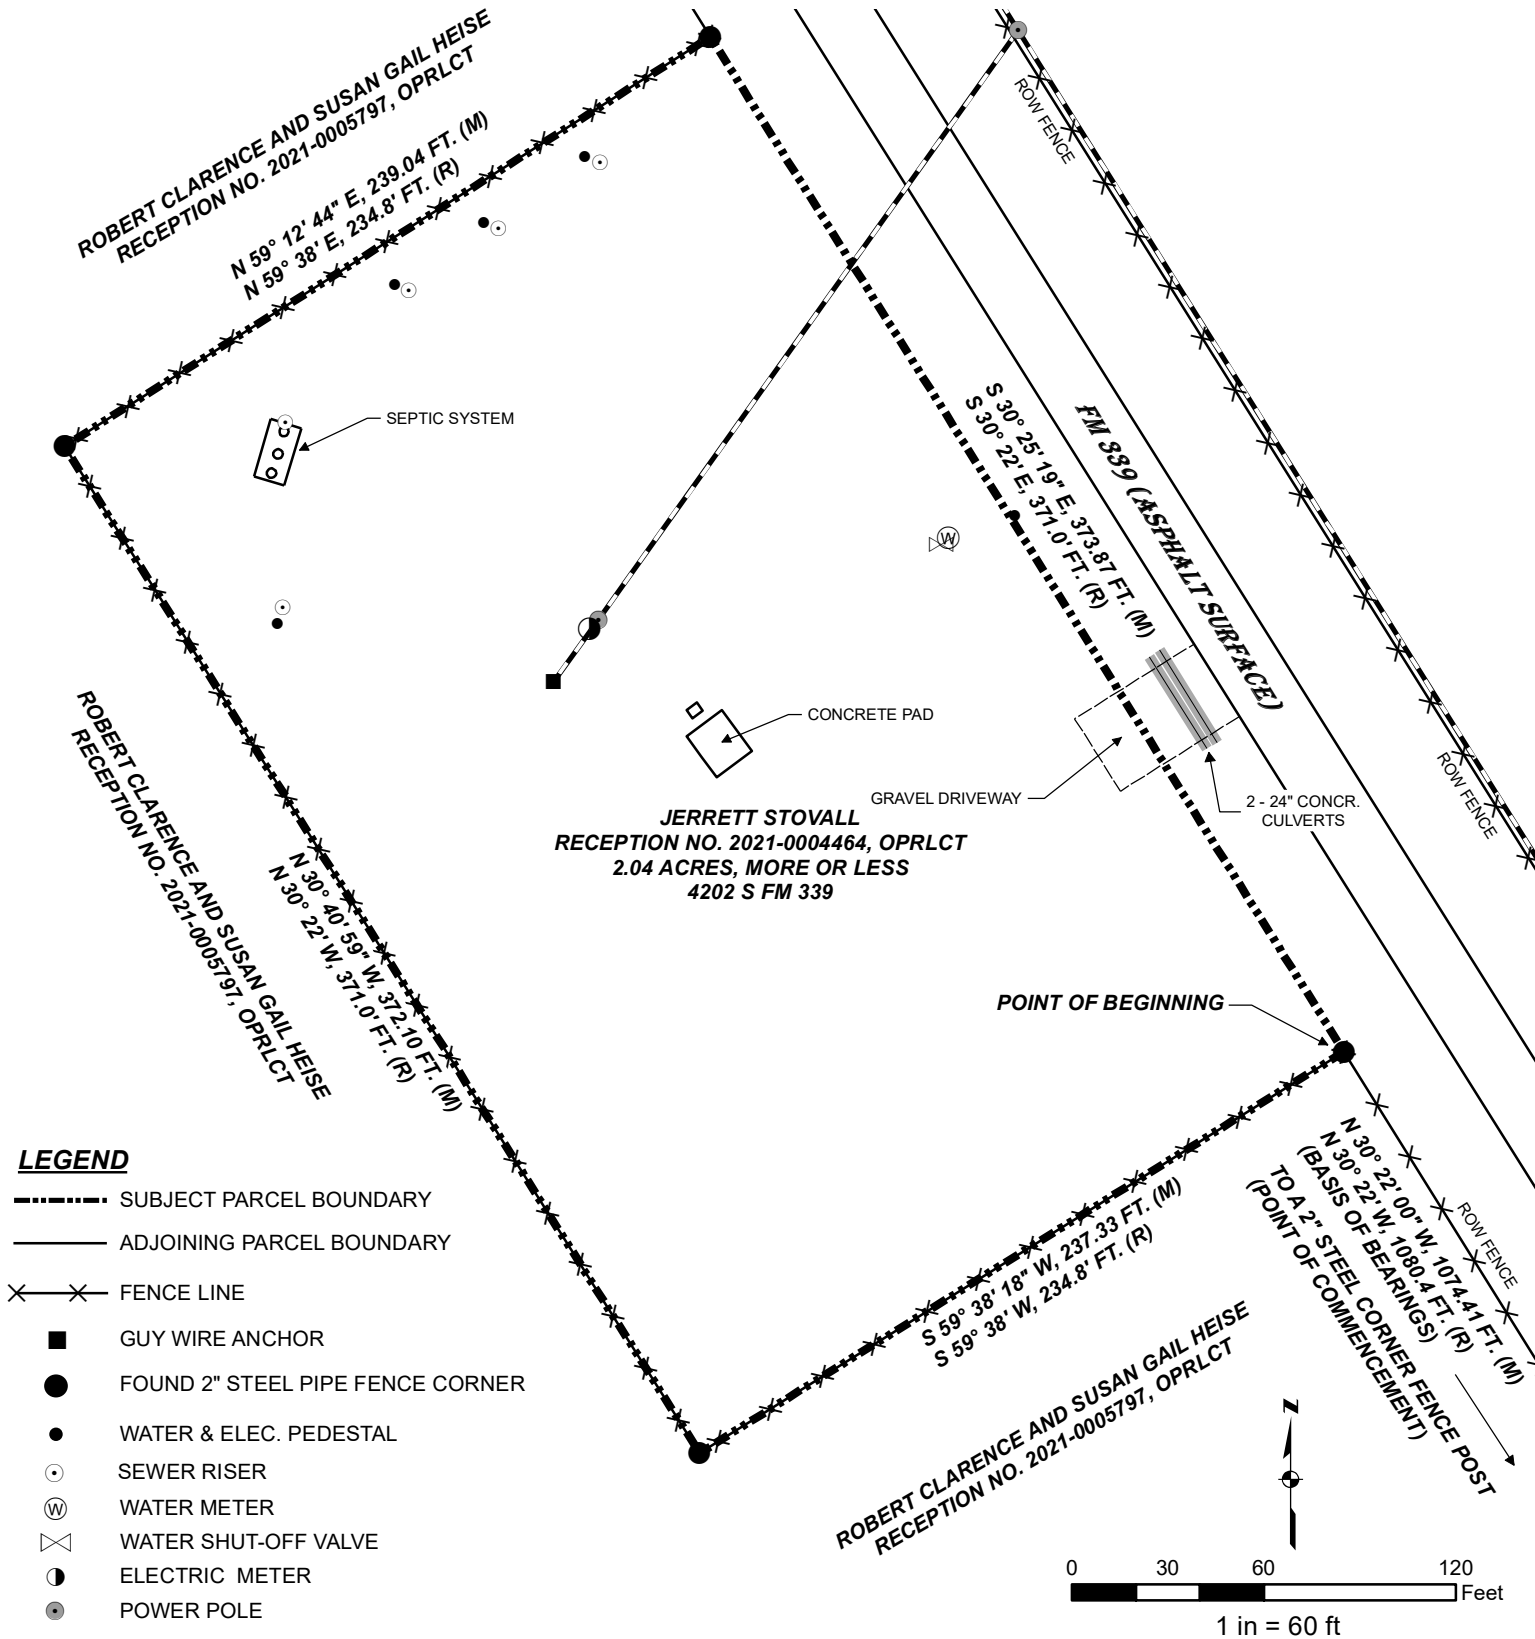 ROBERT CLARENCE AND SUSAN GAIL HEISE
RECEPTION NO. 2021-0005797, OPRLCT
N 59° 12' 44" E, 239.04 FT. (M)
N 59° 38' E, 234.8' FT. (R)
ROW FENCE
SEPTIC SYSTEM
S 30° 25' 19" E, 373.87 FT. (M)
S 30° 22' E, 371.0' FT. (R)
FM 339 (ASPHALT SURFACE)
W
CONCRETE PAD
GRAVEL DRIVEWAY
2 - 24" CONCR.
CULVERTS
ROW FENCE
JERRETT STOVALL
RECEPTION NO. 2021-0004464, OPRLCT
2.04 ACRES, MORE OR LESS
4202 S FM 339
ROBERT CLARENCE AND SUSAN GAIL HEISE
RECEPTION NO. 2021-0005797, OPRLCT
N 30° 40' 59" W, 372.10 FT. (M)
N 30° 22' W, 371.0' FT. (R)
POINT OF BEGINNING
N 30° 22' 00" W, 1074.41 FT. (M)
N 30° 22' W, 1080.4 FT. (R)
(BASIS OF BEARINGS)
TO A 2" STEEL CORNER FENCE POST
(POINT OF COMMENCEMENT)
ROW FENCE
S 59° 38' 18" W, 237.33 FT. (M)
S 59° 38' W, 234.8' FT. (R)
ROBERT CLARENCE AND SUSAN GAIL HEISE
RECEPTION NO. 2021-0005797, OPRLCT
LEGEND
SUBJECT PARCEL BOUNDARY
ADJOINING PARCEL BOUNDARY
FENCE LINE
GUY WIRE ANCHOR
FOUND 2" STEEL PIPE FENCE CORNER
WATER & ELEC. PEDESTAL
SEWER RISER
W WATER METER
WATER SHUT-OFF VALVE
ELECTRIC METER
POWER POLE
N
0 30 60 120
Feet
1 in = 60 ft